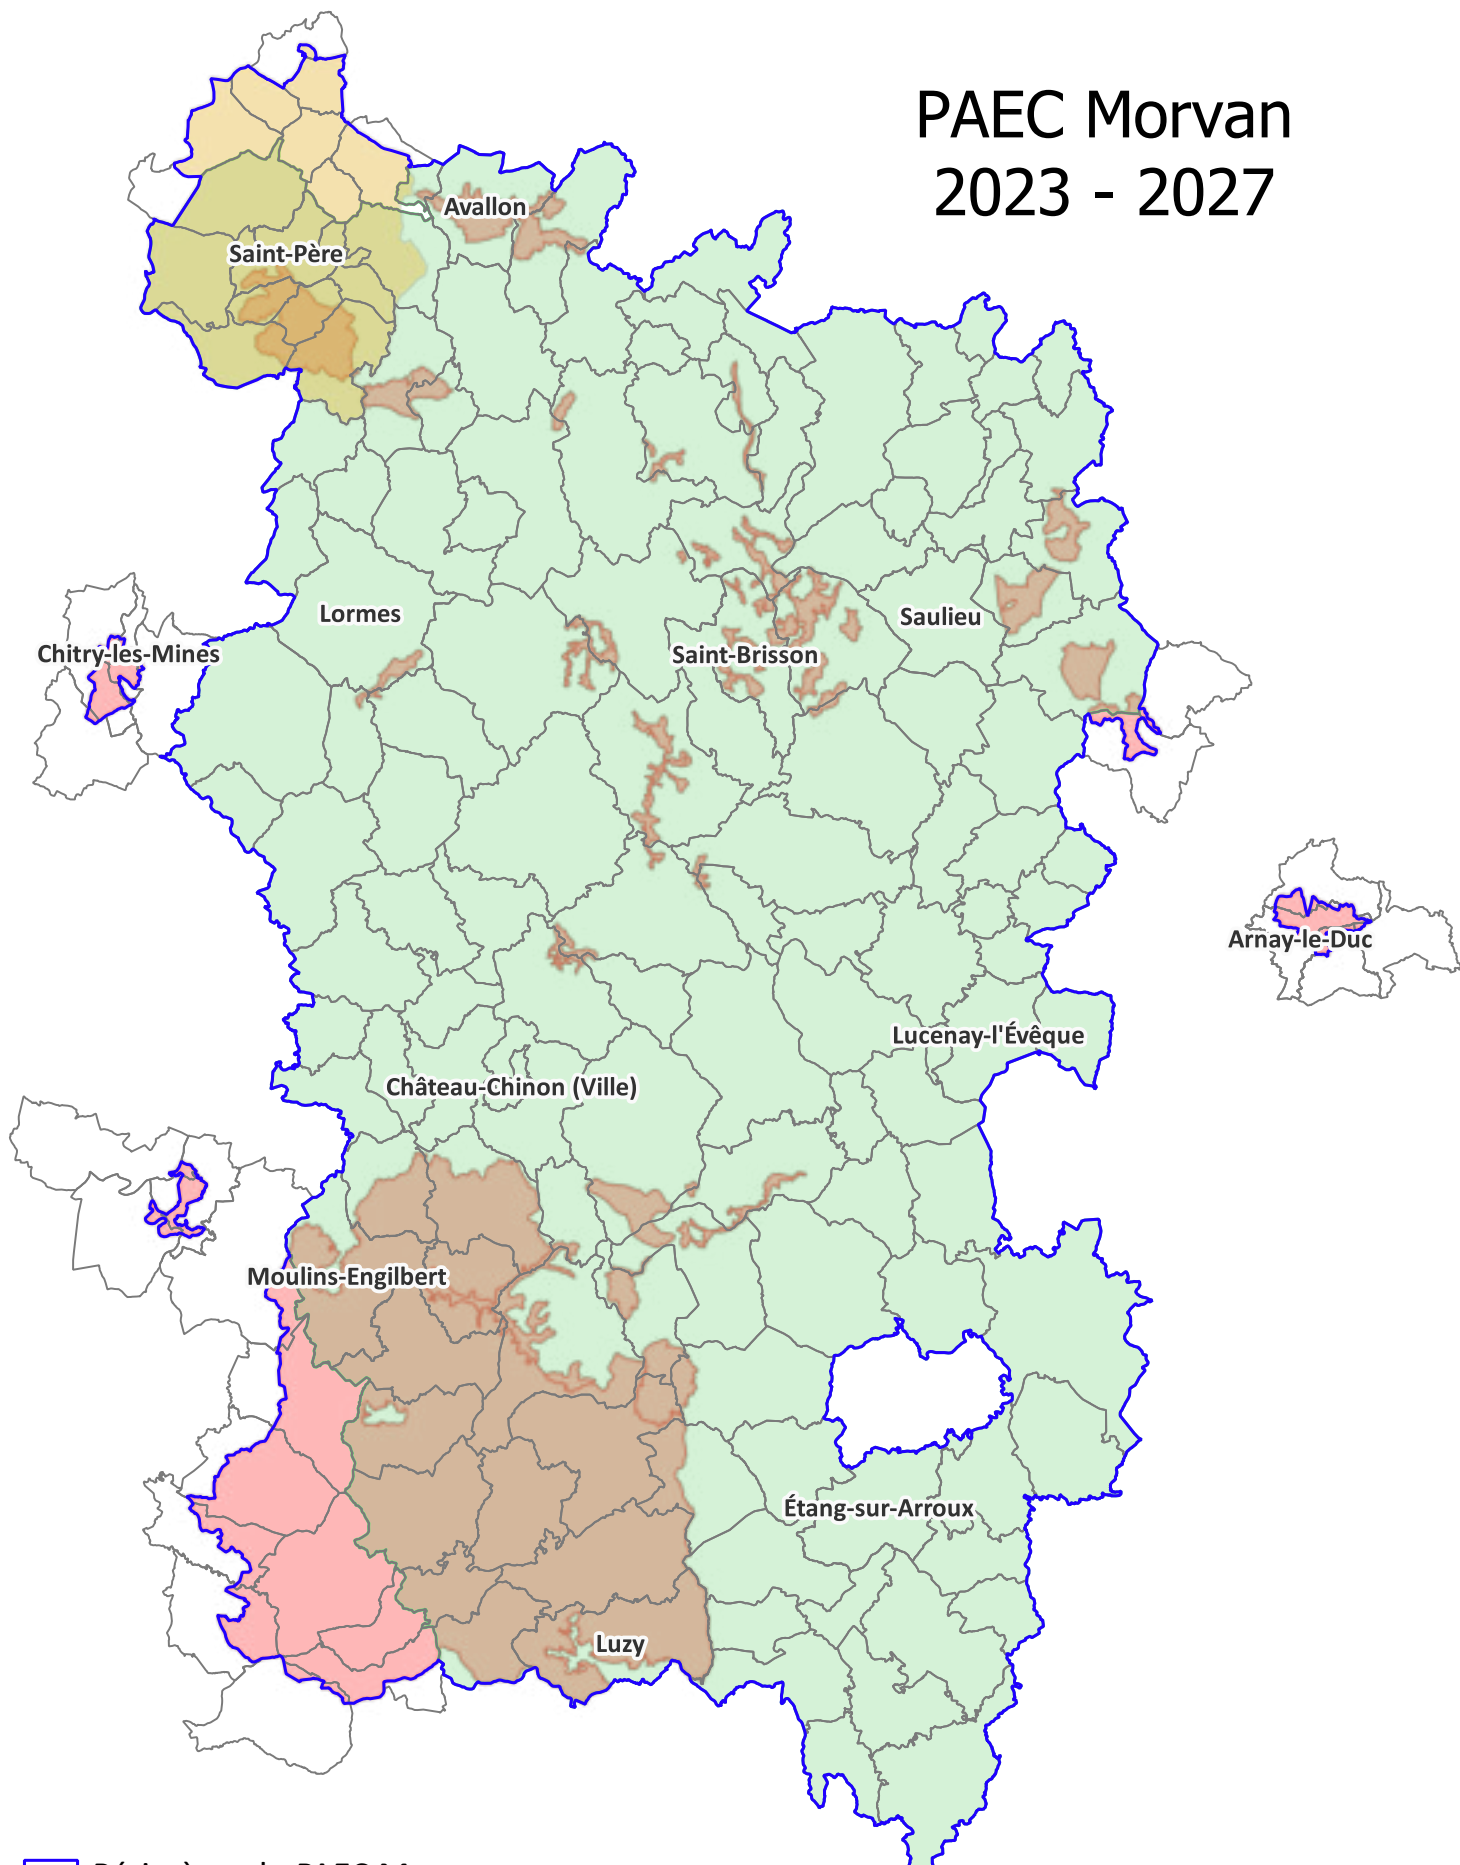 PAEC Morvan
2023 - 2027
Avallon
Saint-Père
Lormes
Saulieu
Chitry-les-Mines
Saint-Brisson
Arnay-le-Duc
Lucenay-l'Évêque
Château-Chinon (Ville)
Moulins-Engilbert
Étang-sur-Arroux
Luzy